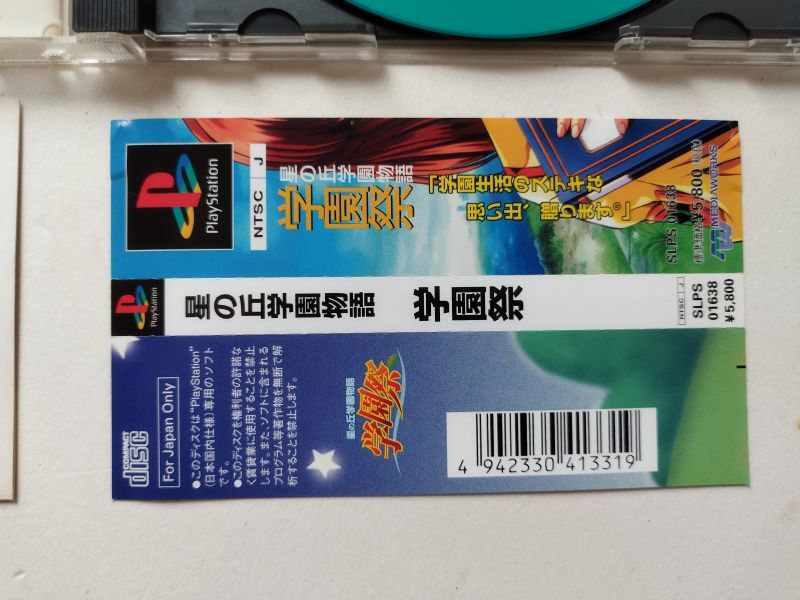 PlayStation
NTSC J
星の丘学園物語
学園祭
「学園生活のステキな
思い出、贈ります。」
SLPS 01638
¥5,800
MEDIAWORKS
PlayStation
星の丘学園物語 学園祭
NTSC J
SLPS
01638
¥5,800
COMPACT
disc
For Japan Only
●このディスクは"PlayStation"
(日本国内仕様)専用のソフト
です。
●このディスクを権利者の許諾な
く賃貸業に使用することを禁止
します。また、ソフトに含まれる
プログラム等著作物を無断で解
析することを禁止します。
星の丘学園物語
学園祭
4 942330 413319